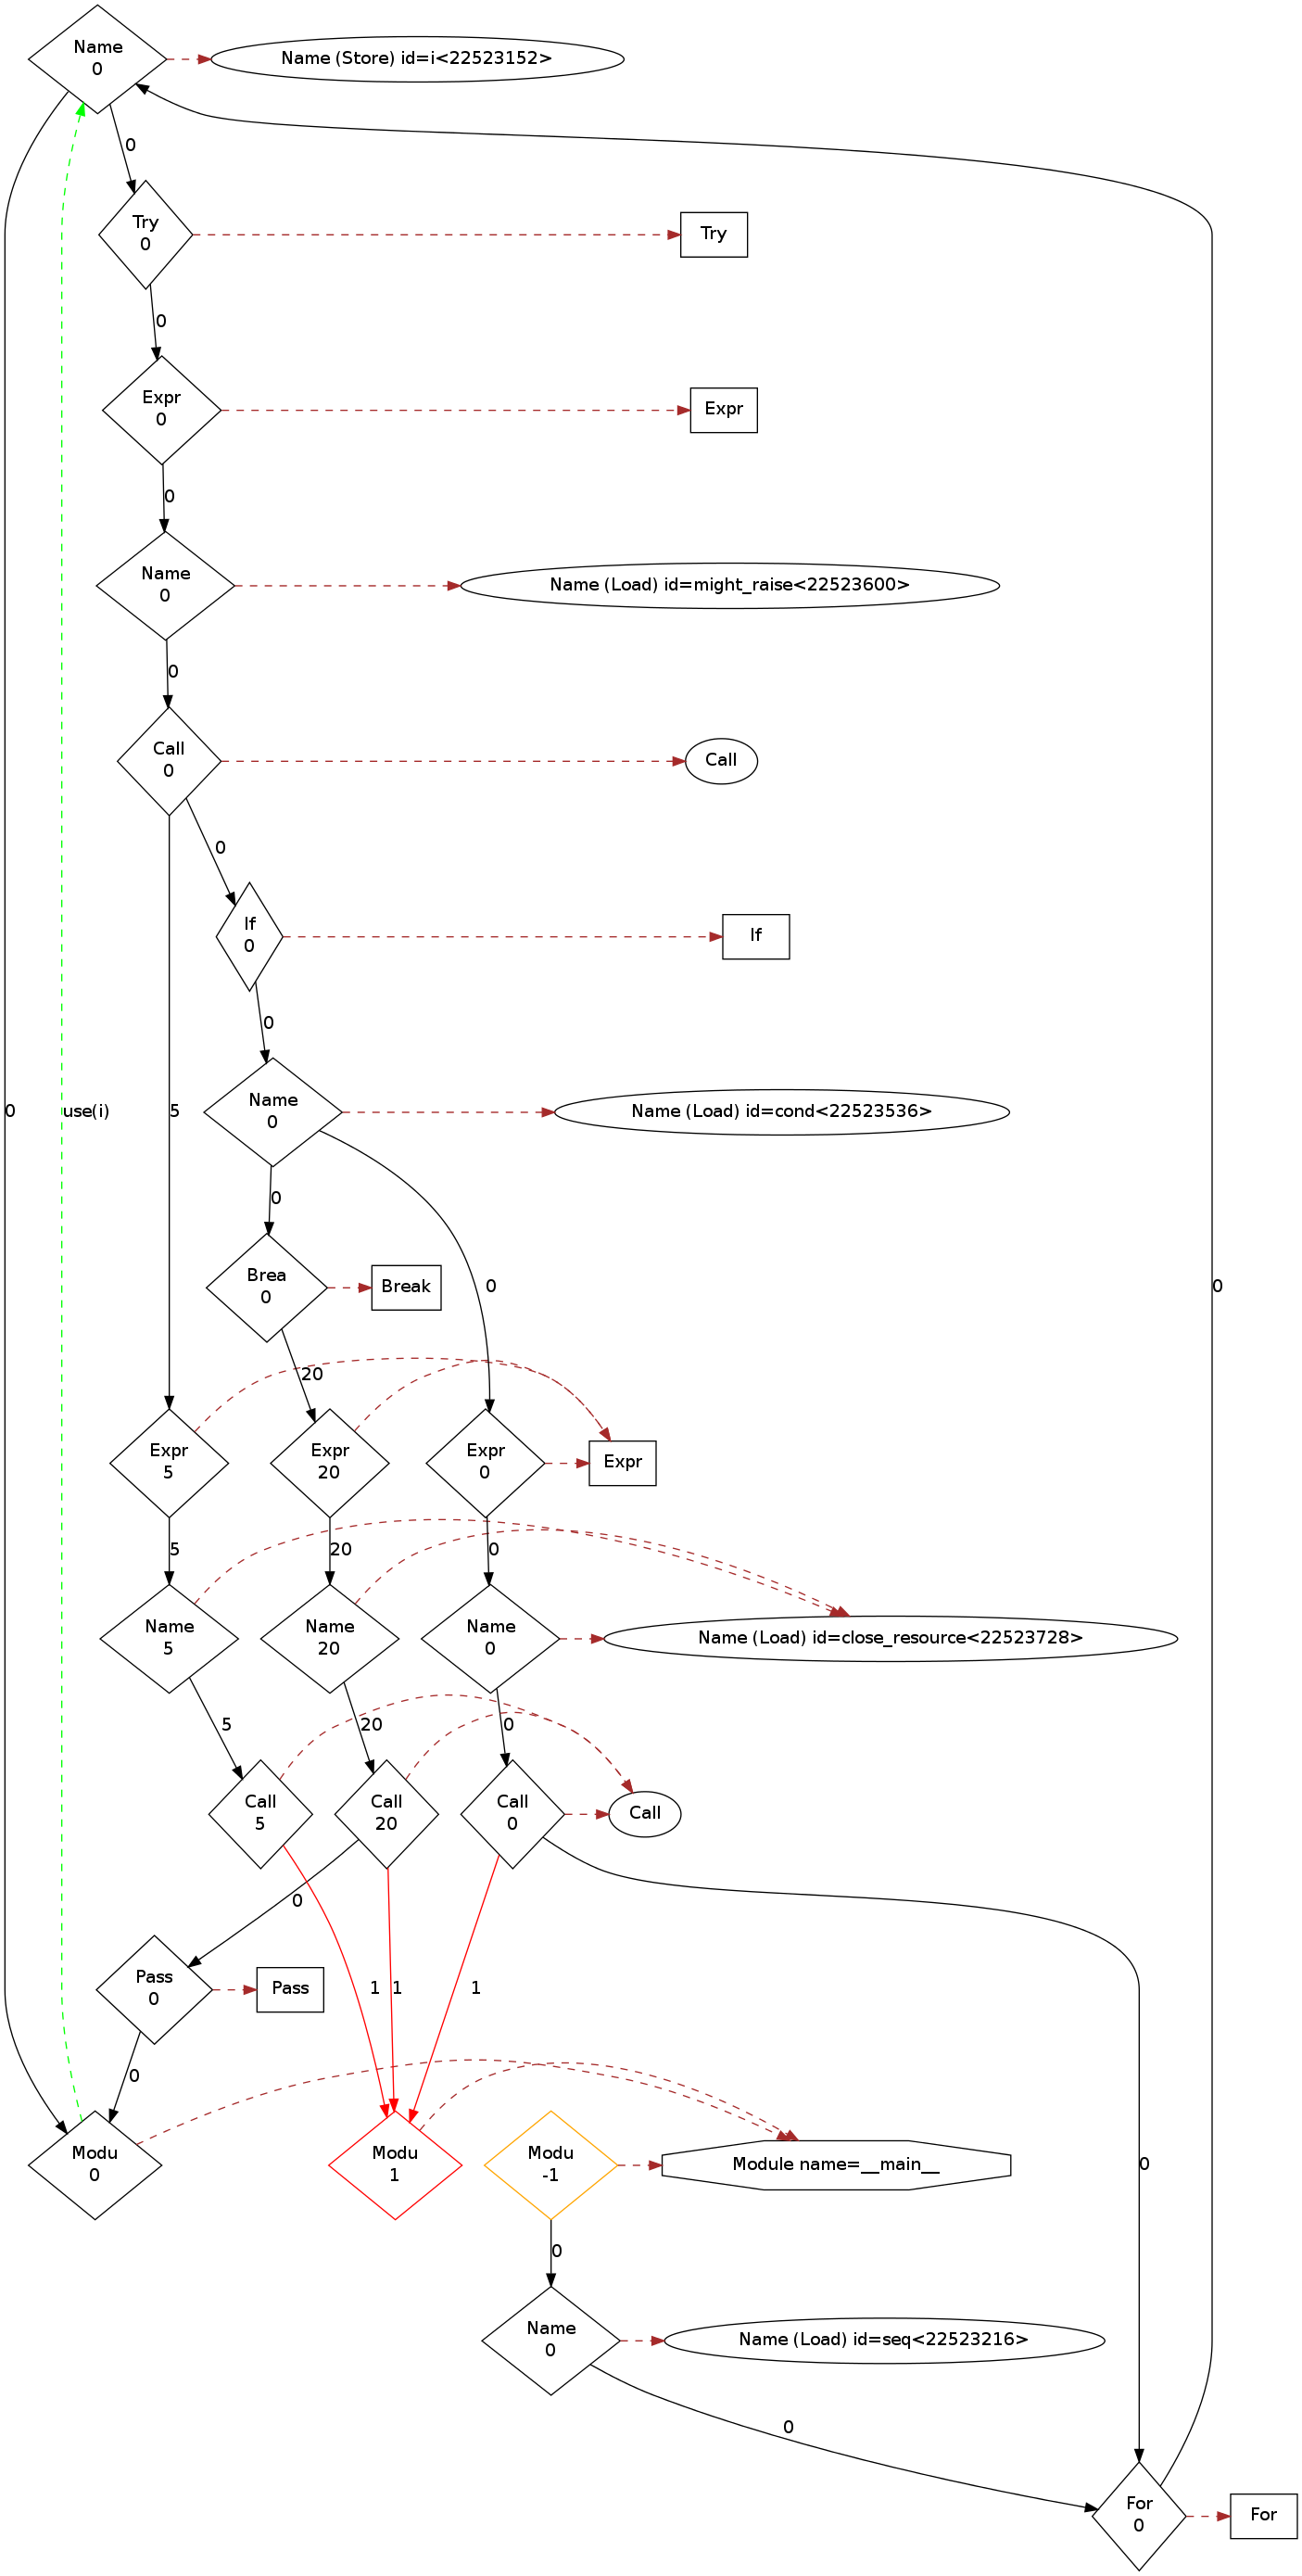 Name
0
Name (Store) id=i<22523152>
0
Try
0
Try
0
Expr
0
Expr
0
Name
0
Name (Load) id=might_raise<22523600>
0
Call
0
Call
0
If
0
If
0
0
use(i)
5
Name
0
Name (Load) id=cond<22523536>
0
Brea
0
Break
0
0
20
Expr
5
Expr
20
Expr
0
Expr
5
20
0
Name
5
Name
20
Name
0
Name (Load) id=close_resource<22523728>
5
20
0
Call
5
Call
20
Call
0
Call
0
Pass
0
Pass
1
1
1
0
Modu
0
Modu
1
Modu
-1
Module name=__main__
0
0
Name
0
Name (Load) id=seq<22523216>
0
For
0
For